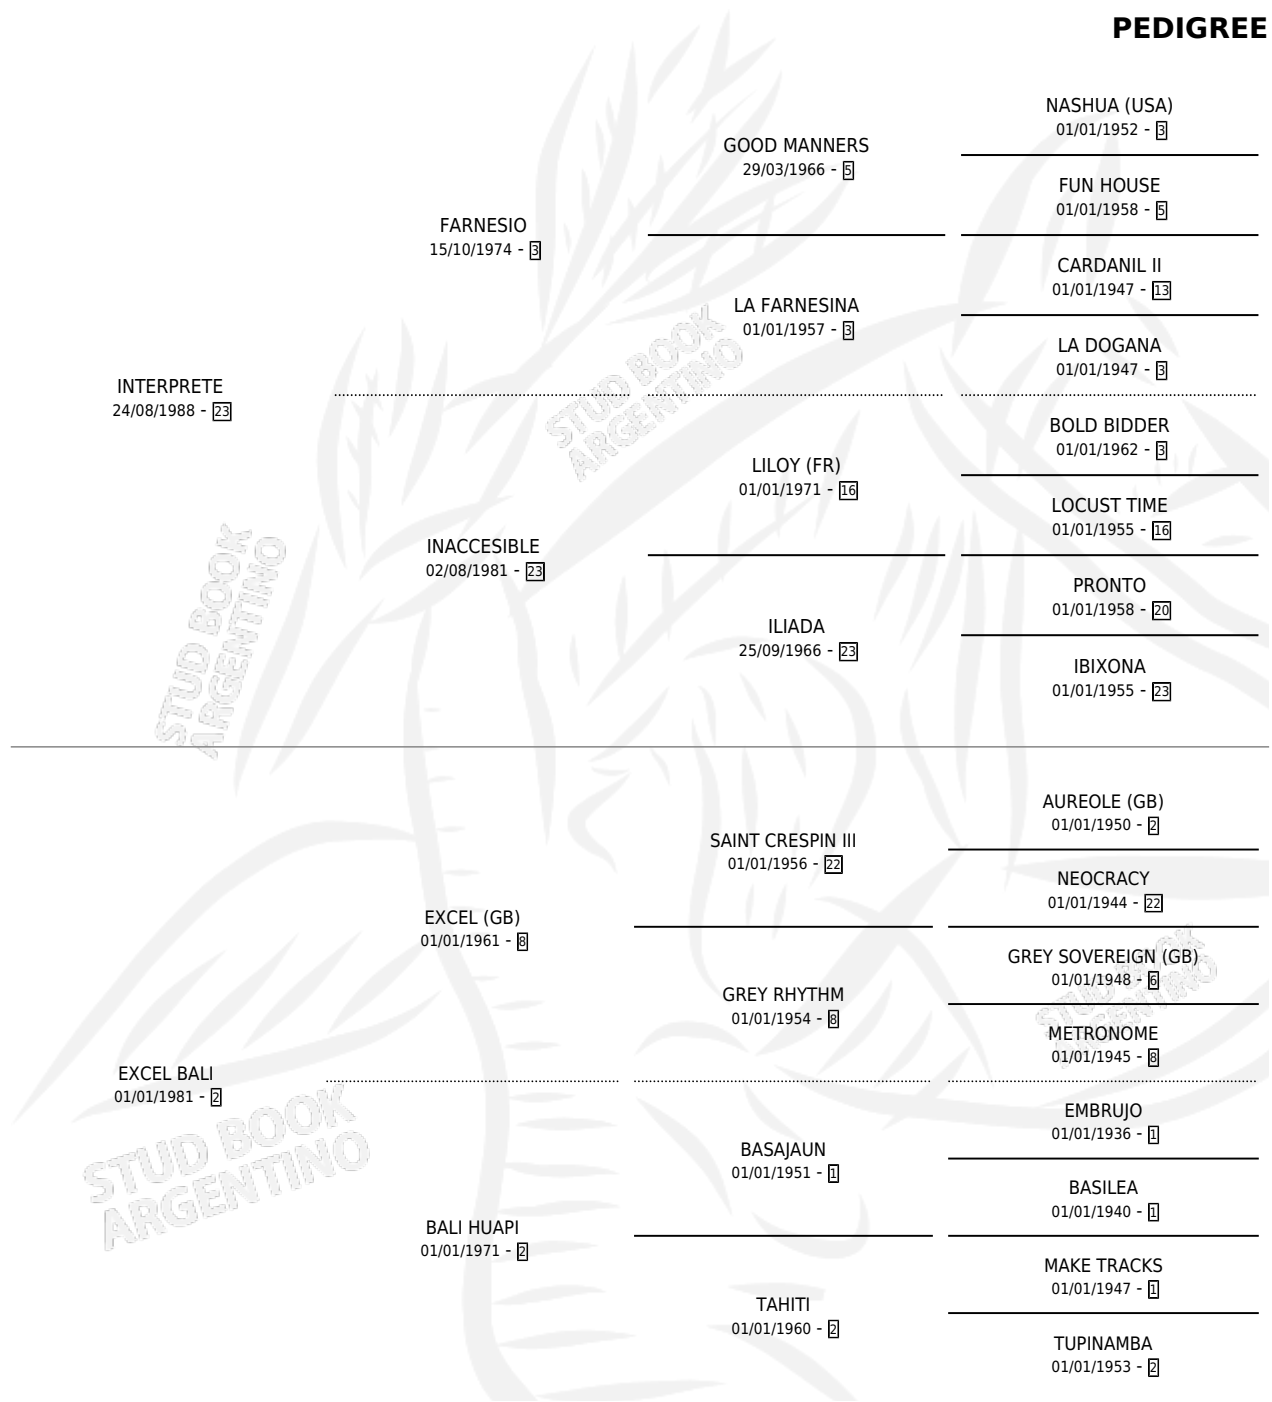 PEDIGREE
NASHUA (USA)
01/01/1952 - 3
GOOD MANNERS
29/03/1966 - 5
FUN HOUSE
01/01/1958 - 5
FARNESIO
15/10/1974 - 3
CARDANIL II
01/01/1947 - 13
LA FARNESINA
01/01/1957 - 3
LA DOGANA
01/01/1947 - 3
INTERPRETE
24/08/1988 - 23
BOLD BIDDER
01/01/1962 - 3
LILOY (FR)
01/01/1971 - 16
LOCUST TIME
01/01/1955 - 16
INACCESIBLE
02/08/1981 - 23
PRONTO
01/01/1958 - 20
ILIADA
25/09/1966 - 23
IBIXONA
01/01/1955 - 23
AUREOLE (GB)
01/01/1950 - 2
SAINT CRESPIN III
01/01/1956 - 22
NEOCRACY
01/01/1944 - 22
EXCEL (GB)
01/01/1961 - 8
GREY SOVEREIGN (GB)
01/01/1948 - 6
GREY RHYTHM
01/01/1954 - 8
METRONOME
01/01/1945 - 8
EXCEL BALI
01/01/1981 - 2
EMBRUJO
01/01/1936 - 1
BASAJAUN
01/01/1951 - 1
BASILEA
01/01/1940 - 1
BALI HUAPI
01/01/1971 - 2
MAKE TRACKS
01/01/1947 - 1
TAHITI
01/01/1960 - 2
TUPINAMBA
01/01/1953 - 2
STUD BOOK
ARGENTINO
STUD BOOK
ARGENTINO
STUD BOOK
ARGENTINO
STUD BOOK
ARGENTINO